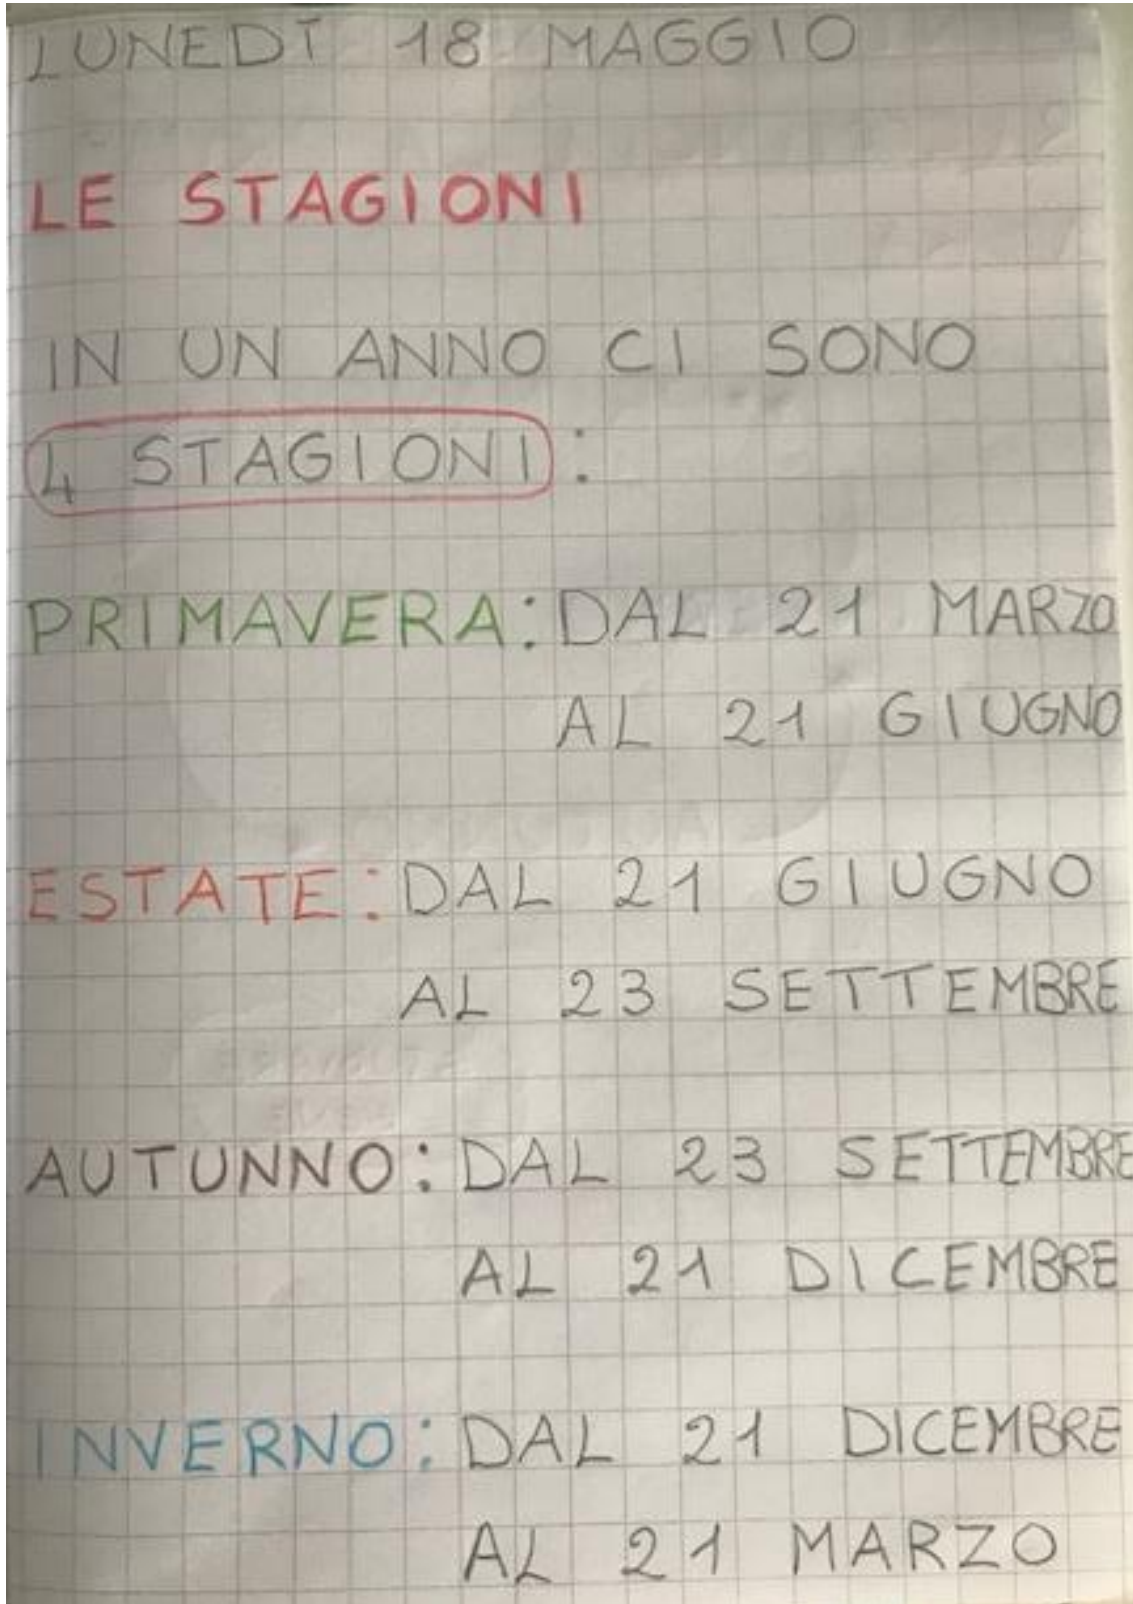 LUNEDÌ 18 MAGGIO
LE STAGIONI
IN UN ANNO CI SONO
4 STAGIONI:
PRIMAVERA: DAL 21 MARZO
AL 21 GIUGNO
ESTATE: DAL 21 GIUGNO
AL 23 SETTEMBRE
AUTUNNO: DAL 23 SETTEMBRE
AL 21 DICEMBRE
INVERNO: DAL 21 DICEMBRE
AL 21 MARZO